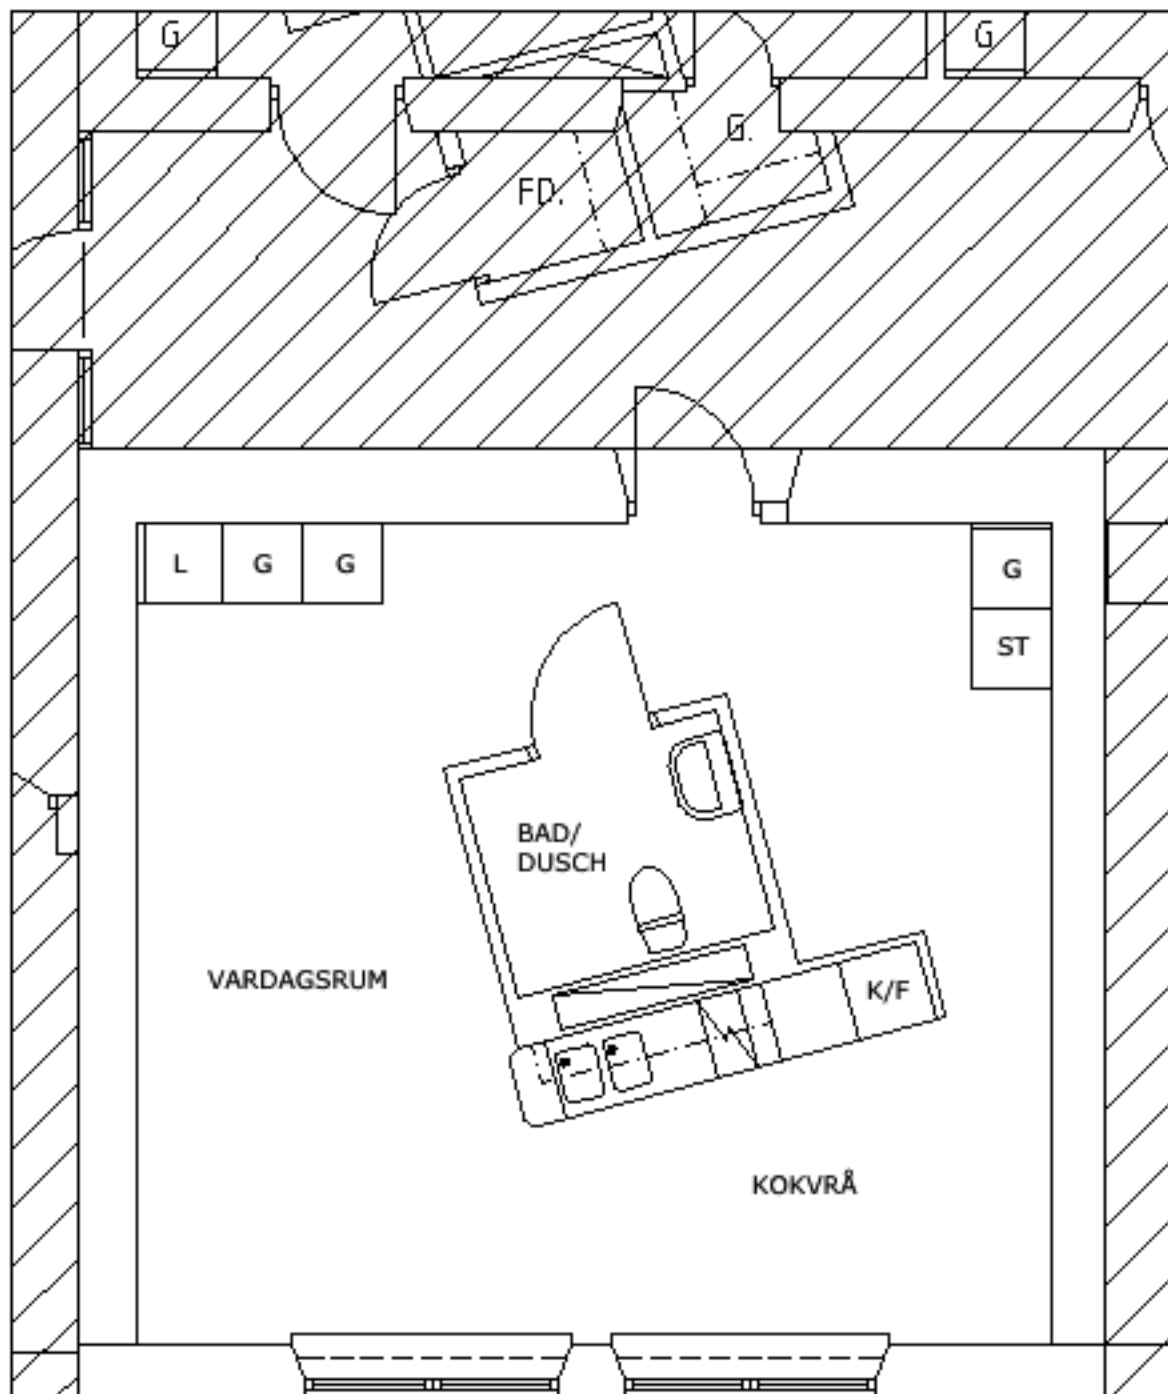 G
G
G.
FD.
L
G
G
G
ST
BAD/
DUSCH
VARDAGSRUM
K/F
KOKVRÅ